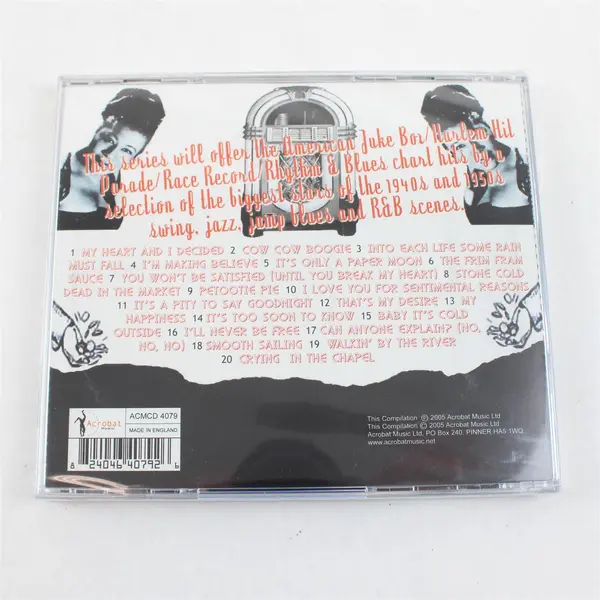 This series will offer the American Juke Box/Harlem Hit
Parade/Race Record/Rhythm & Blues chart hits by a
selection of the biggest stars of the 1940s and 1950s
swing, jazz, jump blues and R&B scenes.
1 MY HEART AND I DECIDED 2 COW COW BOOGIE 3 INTO EACH LIFE SOME RAIN
MUST FALL 4 I'M MAKING BELIEVE 5 IT'S ONLY A PAPER MOON 6 THE FRIM FRAM
SAUCE 7 YOU WON'T BE SATISFIED (UNTIL YOU BREAK MY HEART) 8 STONE COLD
DEAD IN THE MARKET 9 PETOOTIE PIE 10 I LOVE YOU FOR SENTIMENTAL REASONS
11 IT'S A PITY TO SAY GOODNIGHT 12 THAT'S MY DESIRE 13 MY
HAPPINESS 14 IT'S TOO SOON TO KNOW 15 BABY IT'S COLD
OUTSIDE 16 I'LL NEVER BE FREE 17 CAN ANYONE EXPLAIN? (NO,
NO, NO) 18 SMOOTH SAILING 19 WALKIN' BY THE RIVER
20 CRYING IN THE CHAPEL
Acrobat
Music
ACMCD 4079
MADE IN ENGLAND
8 24046 40792 6
This Compilation ℗ 2005 Acrobat Music Ltd
This Compilation © 2005 Acrobat Music Ltd
Acrobat Music Ltd, PO Box 240, PINNER HA5 1WQ
www.acrobatmusic.net